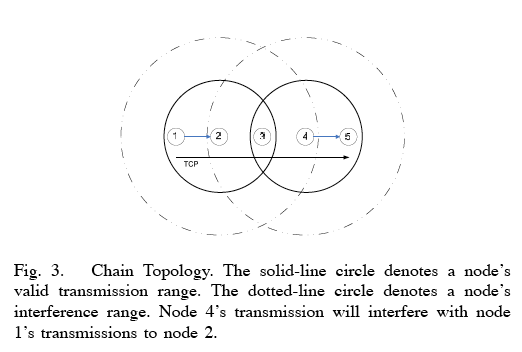 1 2 3 4 5
TCP
Fig. 3. Chain Topology. The solid-line circle denotes a node's
valid transmission range. The dotted-line circle denotes a node's
interference range. Node 4's transmission will interfere with node
1's transmissions to node 2.